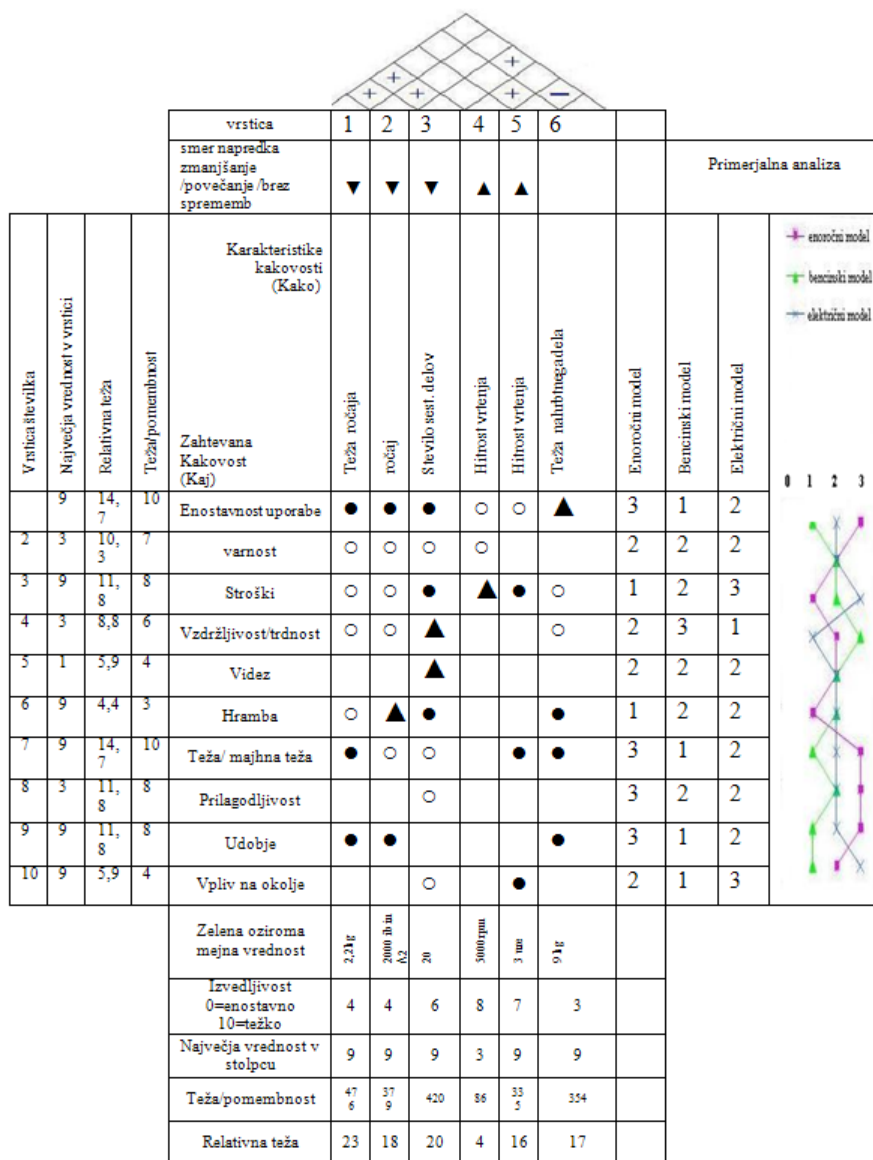 +
+
+
+
+
−
vrstica 1 2 3 4 5 6
smer napredka
zmanjšanje
/povečanje /brez
sprememb
▼ ▼ ▼ ▲ ▲
Primerjalna analiza
Vrstica številka
Največja vrednost v vrstici
Relativna teža
Teža/pomembnost
Karakteristike
kakovosti
(Kako)
Zahtevana
Kakovost
(Kaj)
Teža ročaja
ročaj
Število sest. delov
Hitrost vrtenja
Hitrost vrtenja
Teža nahrbtnegadela
Enoročni model
Bencinski model
Električni model
enoročni model
bencinski model
električni model
0 1 2 3
9 14,7 10 Enostavnost uporabe ● ● ● ○ ○ ▲ 3 1 2
2 3 10,3 7 varnost ○ ○ ○ ○ 2 2 2
3 9 11,8 8 Stroški ○ ○ ● ▲ ● ○ 1 2 3
4 3 8,8 6 Vzdržljivost/trdnost ○ ○ ▲ ○ 2 3 1
5 1 5,9 4 Videz ▲ 2 2 2
6 9 4,4 3 Hramba ○ ▲ ● ● 1 2 2
7 9 14,7 10 Teža/ majhna teža ● ○ ○ ● ● 3 1 2
8 3 11,8 8 Prilagodljivost ○ 3 2 2
9 9 11,8 8 Udobje ● ● ● 3 1 2
10 9 5,9 4 Vpliv na okolje ○ ● 2 1 3
Zelena oziroma
mejna vrednost
2,2kg
20
5000rpm
9 kg
Izvedljivost
0=enostavno
10=težko
4 4 6 8 7 3
Največja vrednost v
stolpcu
9 9 9 3 9 9
Teža/pomembnost 476 379 420 86 335 354
Relativna teža 23 18 20 4 16 17